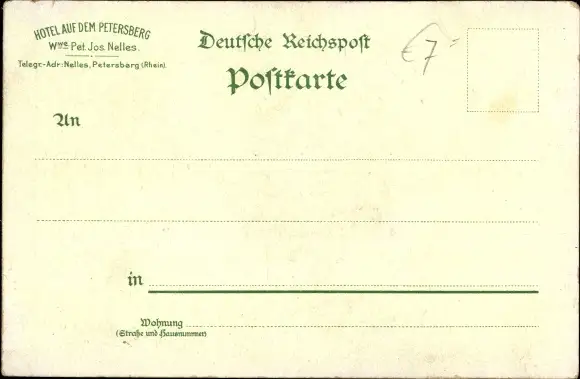 HOTEL AUF DEM PETERSBERG
Wwe Pet. Jos. Nelles.
Telegr.-Adr.: Nelles, Petersberg (Rhein).
Deutsche Reichspost
Postkarte
€ 7=
An
in
Wohnung
(Straße und Hausnummer)